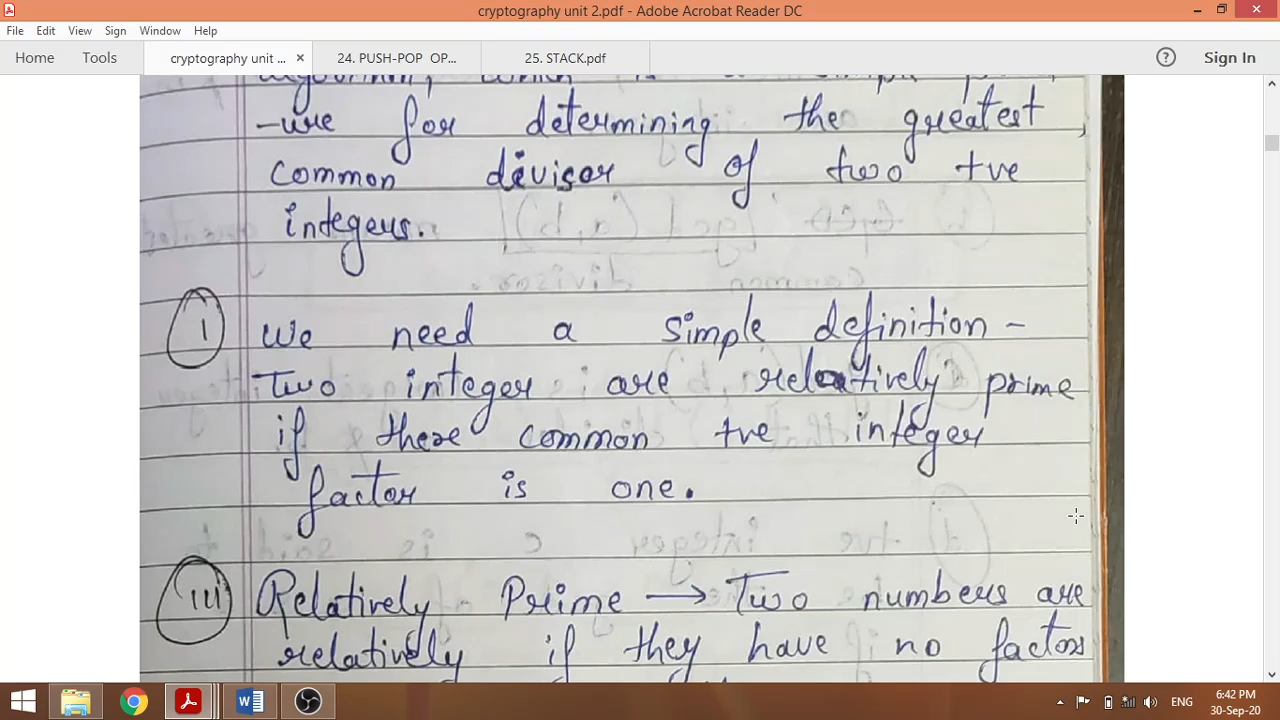 cryptography unit 2.pdf - Adobe Acrobat Reader DC
File Edit View Sign Window Help
Home Tools cryptography unit ... × 24. PUSH-POP OP... 25. STACK.pdf ? Sign In
-ure for determining the greatest
common devisor of two +ve
integers.
i We need a simple definition -
Two integer are relatively prime
if there common +ve integer
factor is one.
iii Relatively Prime → Two numbers are
relatively if they have no factors
ENG 6:42 PM
30-Sep-20